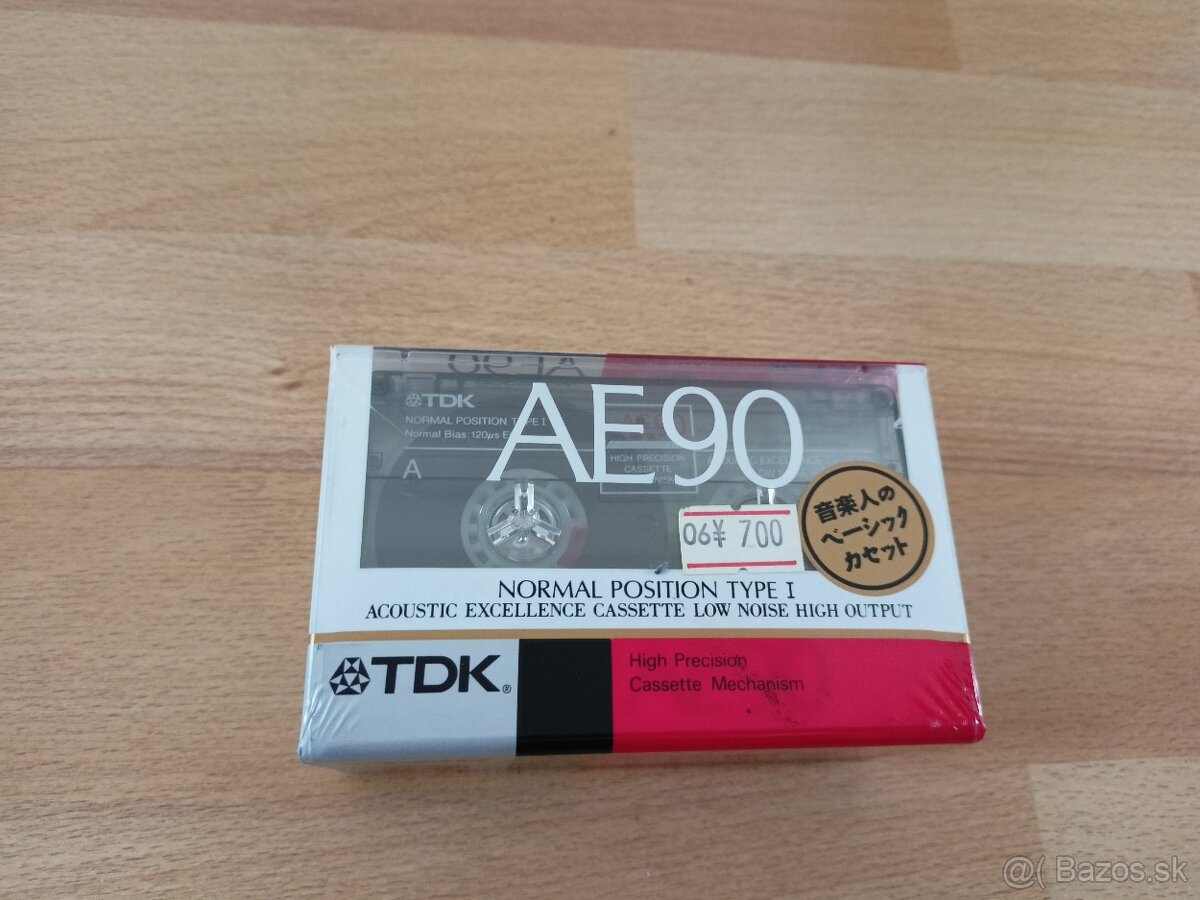 AE90
TDK
NORMAL POSITION TYPE I
Normal Bias:120μs
A
AE90
HIGH PRECISION
CASSETTE
音楽人の
ベーシック
カセット
06¥ 700
NORMAL POSITION TYPE I
ACOUSTIC EXCELLENCE CASSETTE LOW NOISE HIGH OUTPUT
TDK®
High Precision
Cassette Mechanism
@( Bazos.sk